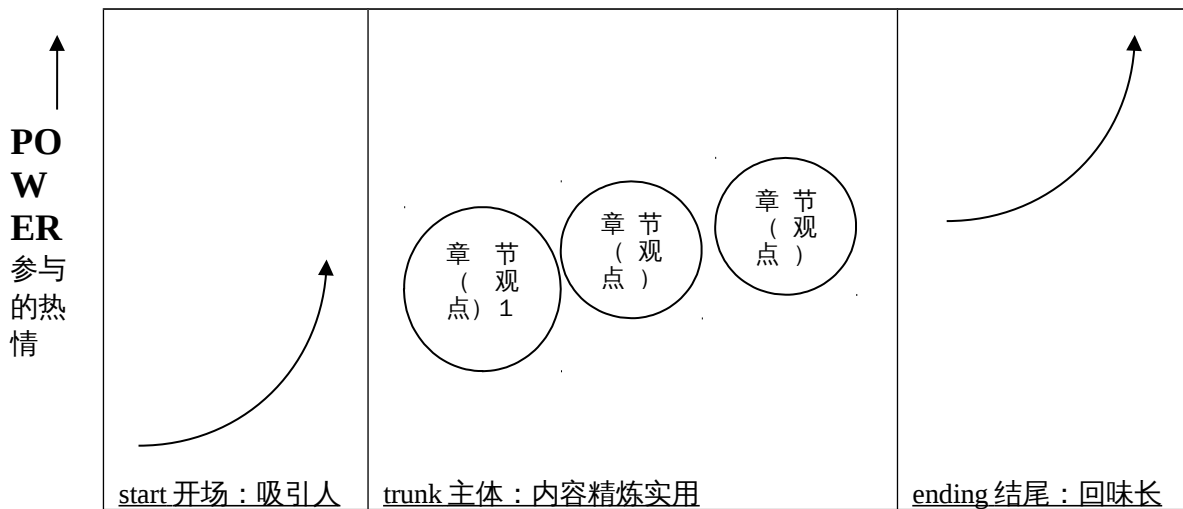 PO
W
ER
参与
的热
情
章 节
（ 观
点）１
章 节
（ 观
点 ）
章 节
（ 观
点 ）
start 开场：吸引人
trunk 主体：内容精炼实用
ending 结尾：回味长